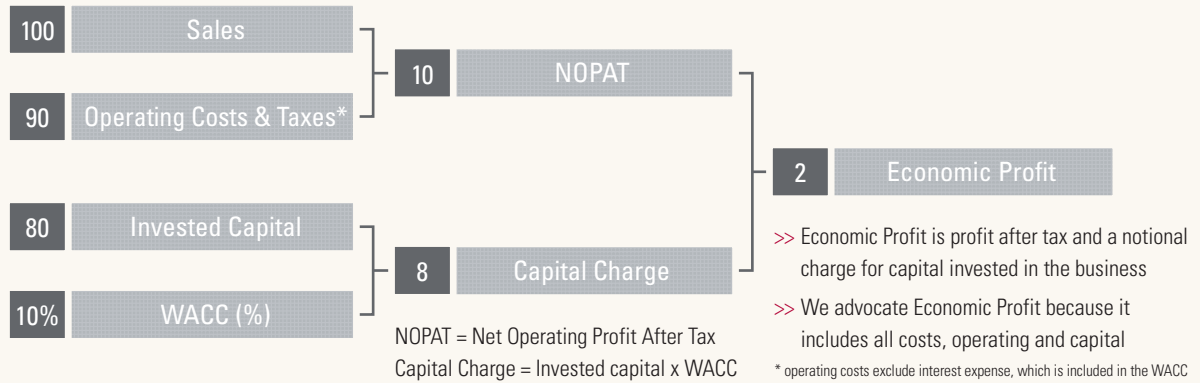 100 Sales
90 Operating Costs & Taxes*
10 NOPAT
2 Economic Profit
80 Invested Capital
10% WACC (%)
8 Capital Charge
NOPAT = Net Operating Profit After Tax
Capital Charge = Invested capital x WACC
>> Economic Profit is profit after tax and a notional
charge for capital invested in the business
>> We advocate Economic Profit because it
includes all costs, operating and capital
* operating costs exclude interest expense, which is included in the WACC